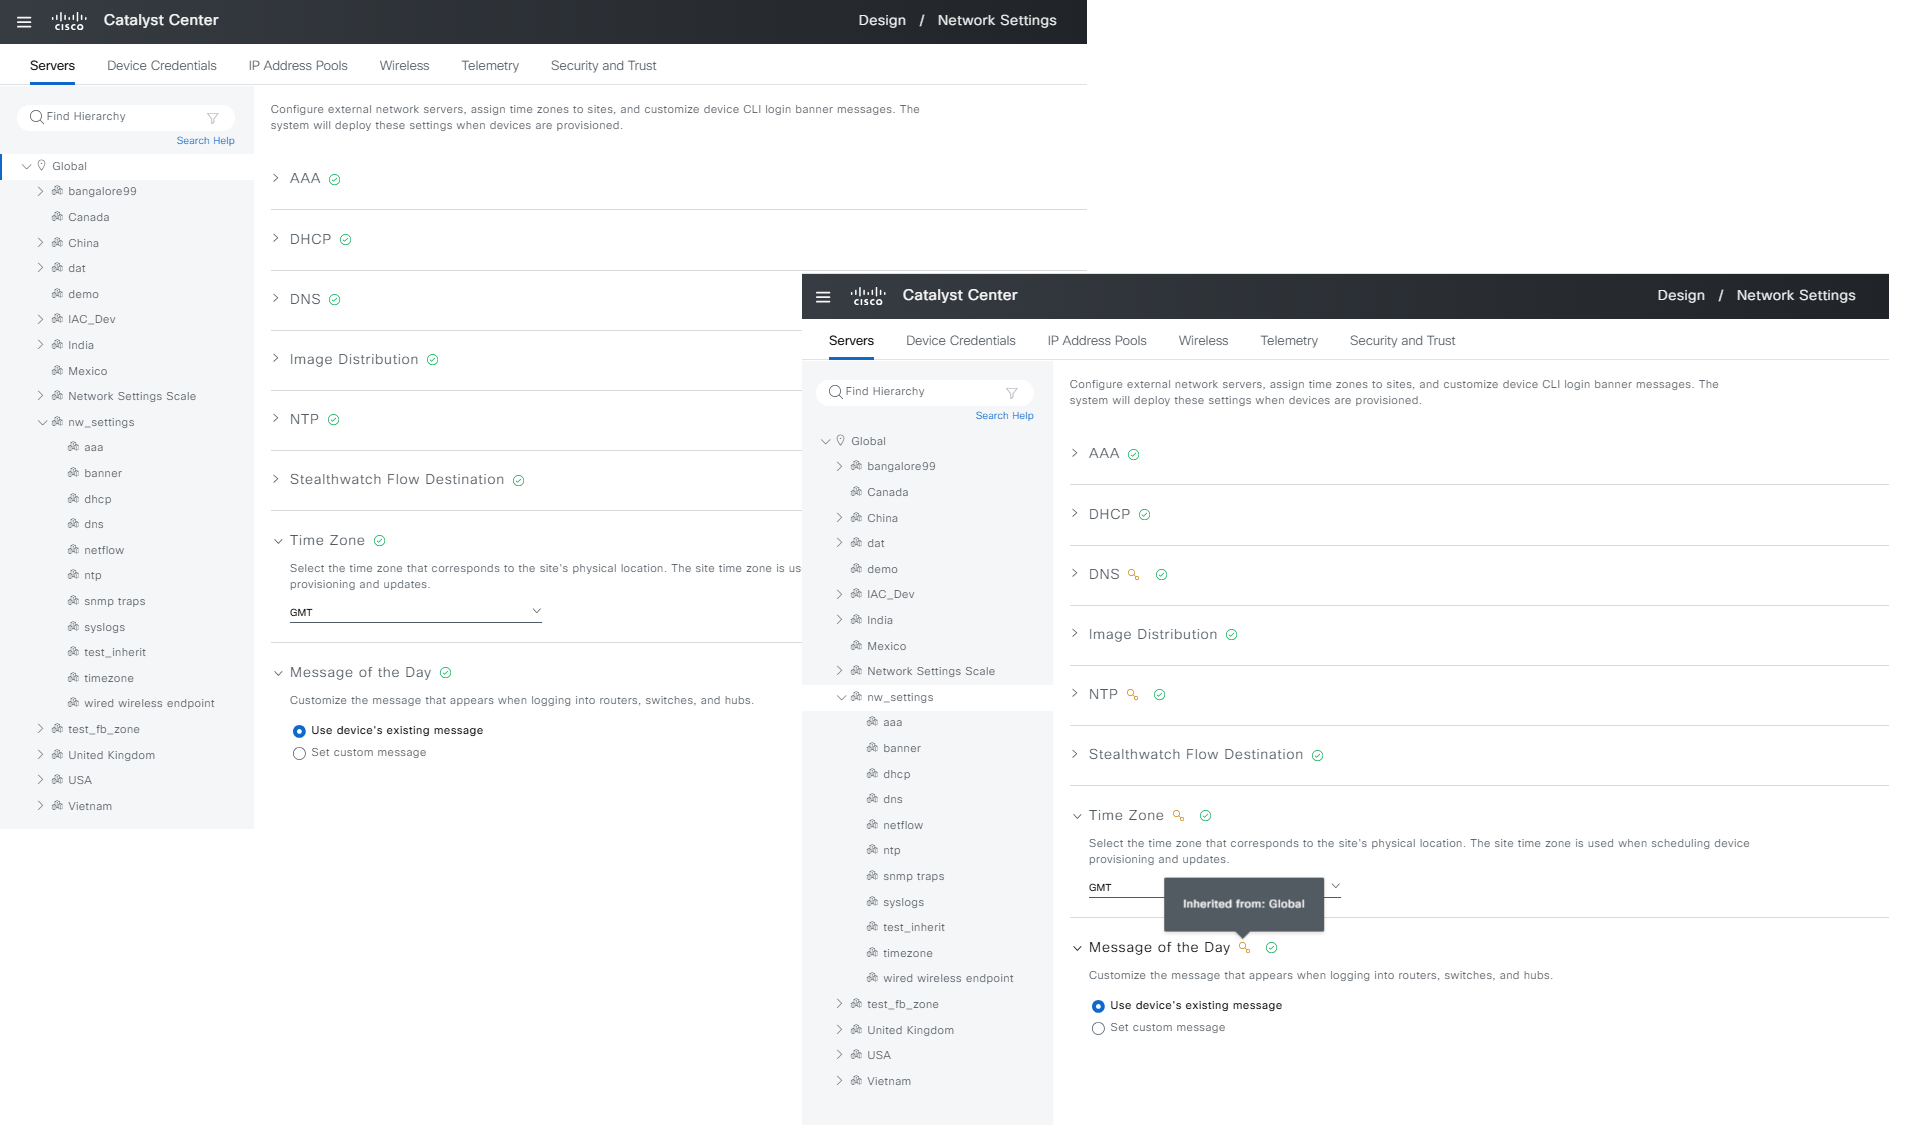 CISCO
Catalyst Center
Design / Network Settings
Servers
Device Credentials
IP Address Pools
Wireless
Telemetry
Security and Trust
Find Hierarchy
Search Help
Global
bangalore99
Canada
China
dat
demo
IAC_Dev
India
Mexico
Network Settings Scale
nw_settings
aaa
banner
dhcp
dns
netflow
ntp
snmp traps
syslogs
test_inherit
timezone
wired wireless endpoint
test_fb_zone
United Kingdom
USA
Vietnam
Configure external network servers, assign time zones to sites, and customize device CLI login banner messages. The
system will deploy these settings when devices are provisioned.
AAA
DHCP
DNS
Image Distribution
NTP
Stealthwatch Flow Destination
Time Zone
Select the time zone that corresponds to the site's physical location. The site time zone is us
provisioning and updates.
GMT
Message of the Day
Customize the message that appears when logging into routers, switches, and hubs.
Use device's existing message
Set custom message
CISCO
Catalyst Center
Design / Network Settings
Servers
Device Credentials
IP Address Pools
Wireless
Telemetry
Security and Trust
Find Hierarchy
Search Help
Global
bangalore99
Canada
China
dat
demo
IAC_Dev
India
Mexico
Network Settings Scale
nw_settings
aaa
banner
dhcp
dns
netflow
ntp
snmp traps
syslogs
test_inherit
timezone
wired wireless endpoint
test_fb_zone
United Kingdom
USA
Vietnam
Configure external network servers, assign time zones to sites, and customize device CLI login banner messages. The
system will deploy these settings when devices are provisioned.
AAA
DHCP
DNS
Image Distribution
NTP
Stealthwatch Flow Destination
Time Zone
Select the time zone that corresponds to the site's physical location. The site time zone is used when scheduling device
provisioning and updates.
GMT
Inherited from: Global
Message of the Day
Customize the message that appears when logging into routers, switches, and hubs.
Use device's existing message
Set custom message